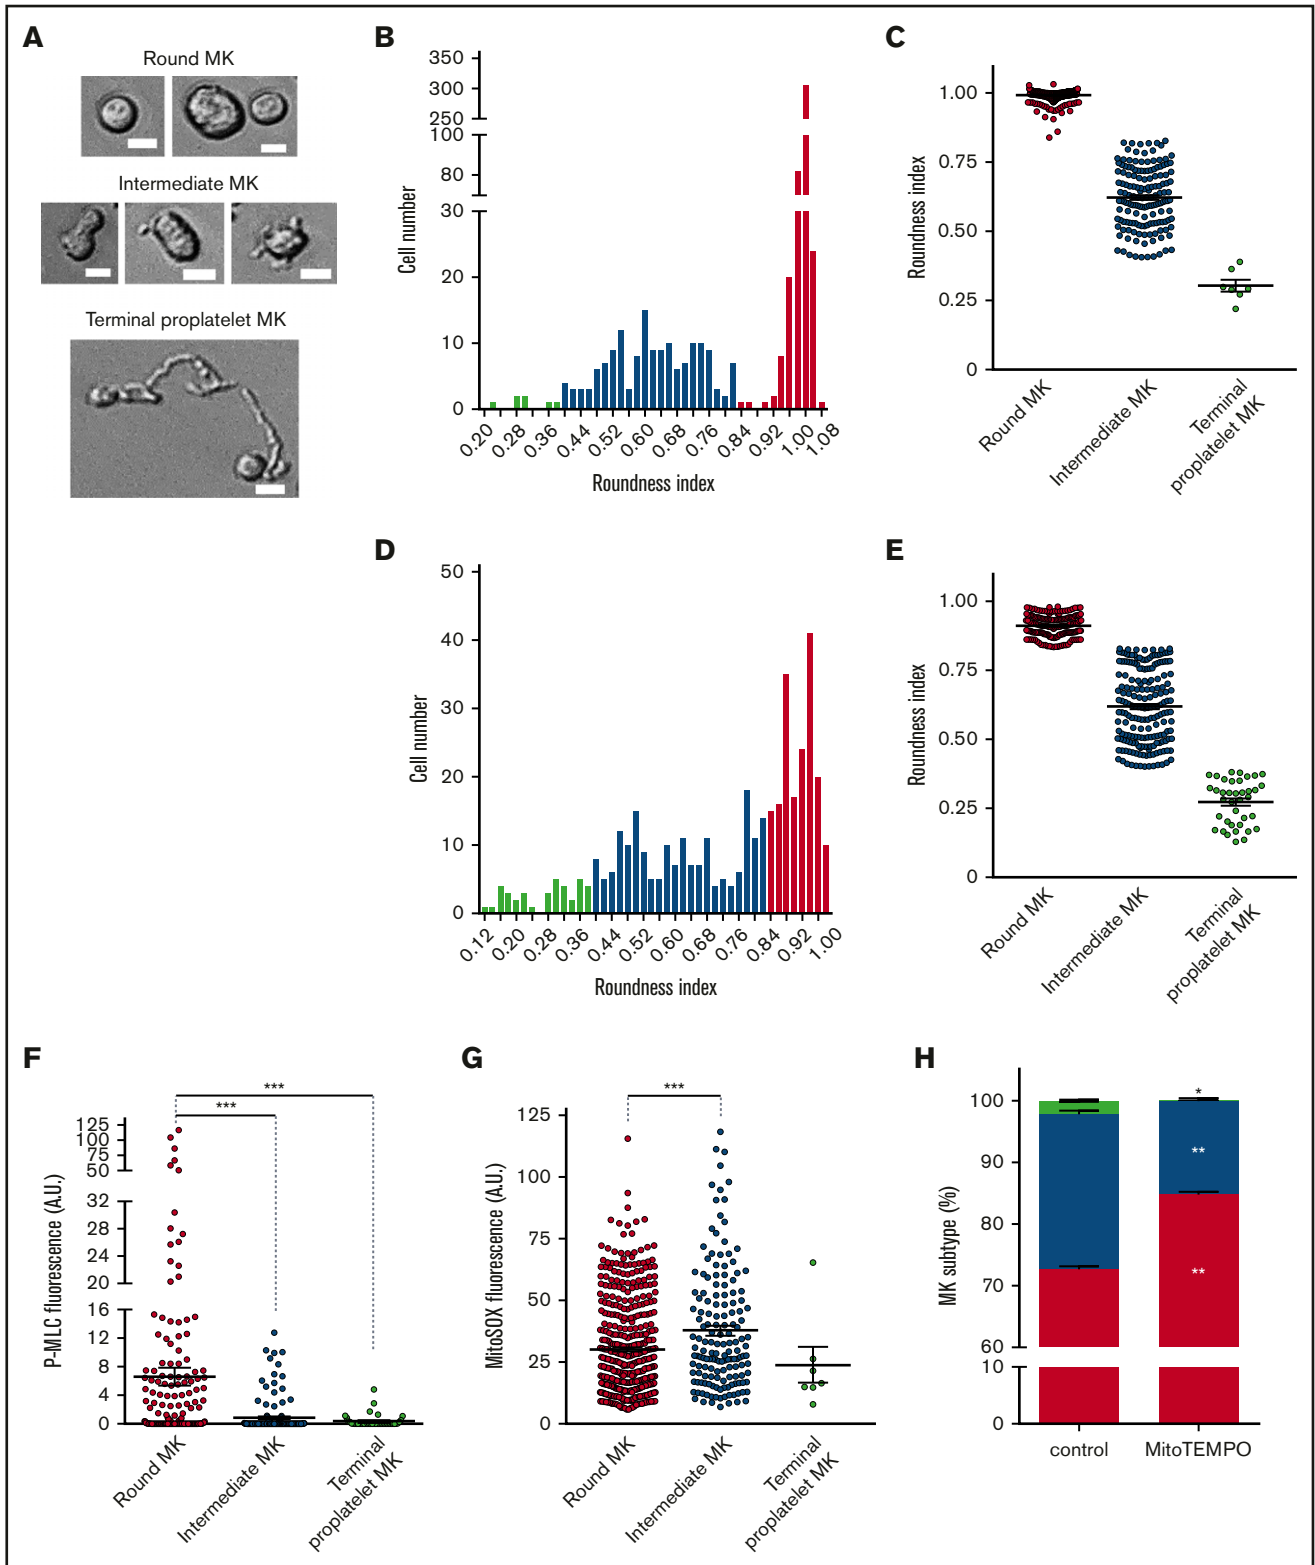 A
Round MK
Intermediate MK
Terminal proplatelet MK
B
Cell number
350
300
250
100
80
30
20
10
0
0.20
0.28
0.36
0.44
0.52
0.60
0.68
0.76
0.84
0.92
1.00
1.08
Roundness index
C
Roundness index
1.00
0.75
0.50
0.25
0
Round MK
Intermediate MK
Terminal
proplatelet MK
D
Cell number
50
40
30
20
10
0
0.12
0.20
0.28
0.36
0.44
0.52
0.60
0.68
0.76
0.84
0.92
1.00
Roundness index
E
Roundness index
1.00
0.75
0.50
0.25
0
Round MK
Intermediate MK
Terminal
proplatelet MK
F
P-MLC fluorescence (A.U.)
125
100
75
50
32
28
24
20
16
12
8
4
0
***
***
Round MK
Intermediate MK
Terminal
proplatelet MK
G
MitoSOX fluorescence (A.U.)
125
100
75
50
25
0
***
Round MK
Intermediate MK
Terminal
proplatelet MK
H
MK subtype (%)
100
90
80
70
60
10
0
*
**
**
control
MitoTEMPO